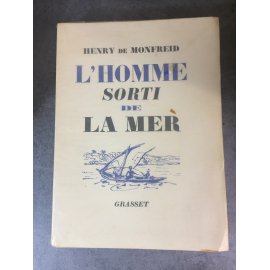 HENRY DE MONFREID
L'HOMME
SORTI
DE
LA MER
GRASSET